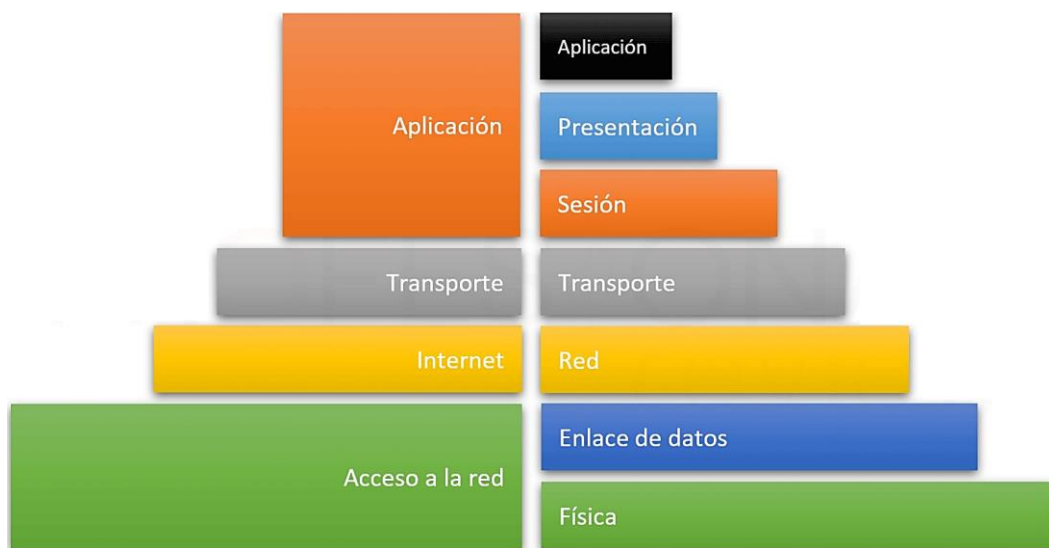 Aplicación
Transporte
Internet
Acceso a la red
Aplicación
Presentación
Sesión
Transporte
Red
Enlace de datos
Física